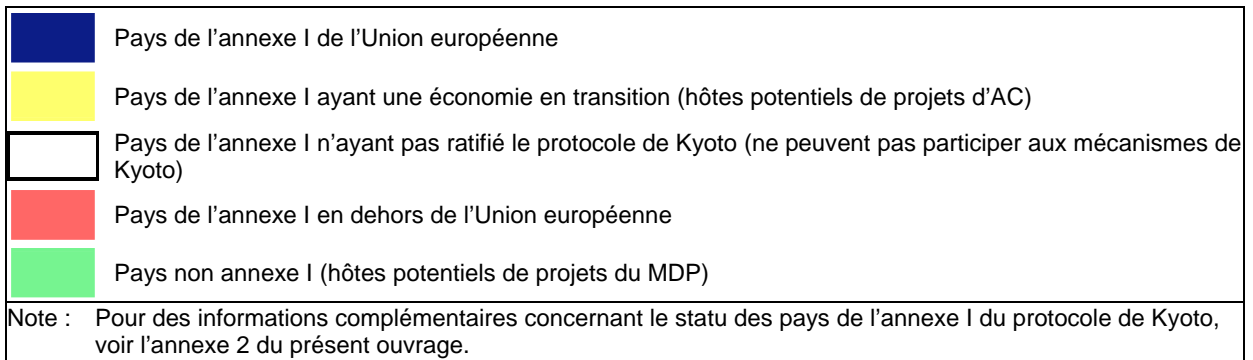 Pays de l’annexe I de l’Union européenne
Pays de l’annexe I ayant une économie en transition (hôtes potentiels de projets d’AC)
Pays de l’annexe I n’ayant pas ratifié le protocole de Kyoto (ne peuvent pas participer aux mécanismes de
Kyoto)
Pays de l’annexe I en dehors de l’Union européenne
Pays non annexe I (hôtes potentiels de projets du MDP)
Note : Pour des informations complémentaires concernant le statu des pays de l’annexe I du protocole de Kyoto,
voir l’annexe 2 du présent ouvrage.